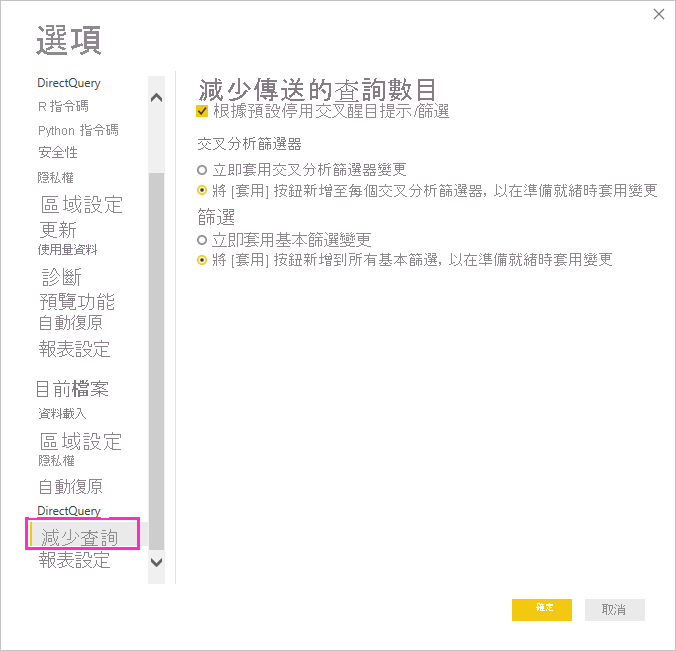 選項
DirectQuery
R 指令碼
Python 指令碼
安全性
隱私權
區域設定
更新
使用量資料
診斷
預覽功能
自動復原
報表設定
目前檔案
資料載入
區域設定
隱私權
自動復原
DirectQuery
減少查詢
報表設定
減少傳送的查詢數目
根據預設停用交叉醒目提示/篩選
交叉分析篩選器
立即套用交叉分析篩選器變更
將 [套用] 按鈕新增至每個交叉分析篩選器, 以在準備就緒時套用變更
篩選
立即套用基本篩選變更
將 [套用] 按鈕新增到所有基本篩選, 以在準備就緒時套用變更
確定
取消